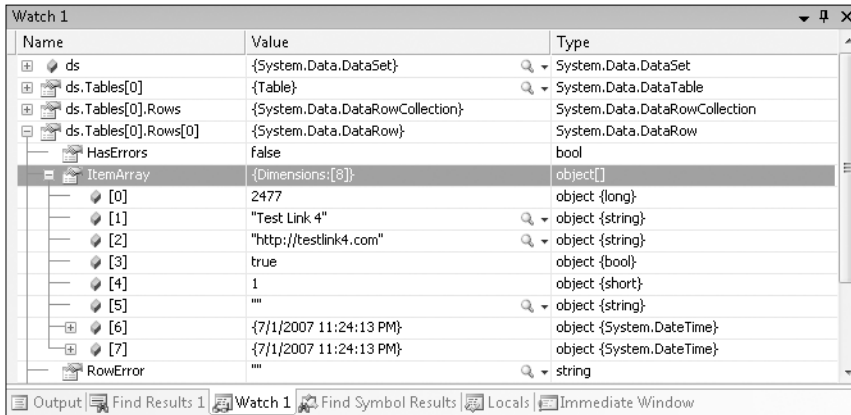 Watch 1
Name Value Type
ds {System.Data.DataSet} System.Data.DataSet
ds.Tables[0] {Table} System.Data.DataTable
ds.Tables[0].Rows {System.Data.DataRowCollection} System.Data.DataRowCollection
ds.Tables[0].Rows[0] {System.Data.DataRow} System.Data.DataRow
HasErrors false bool
ItemArray {Dimensions:[8]} object[]
[0] 2477 object {long}
[1] "Test Link 4" object {string}
[2] "http://testlink4.com" object {string}
[3] true object {bool}
[4] 1 object {short}
[5] "" object {string}
[6] {7/1/2007 11:24:13 PM} object {System.DateTime}
[7] {7/1/2007 11:24:13 PM} object {System.DateTime}
RowError "" string
Output Find Results 1 Watch 1 Find Symbol Results Locals Immediate Window